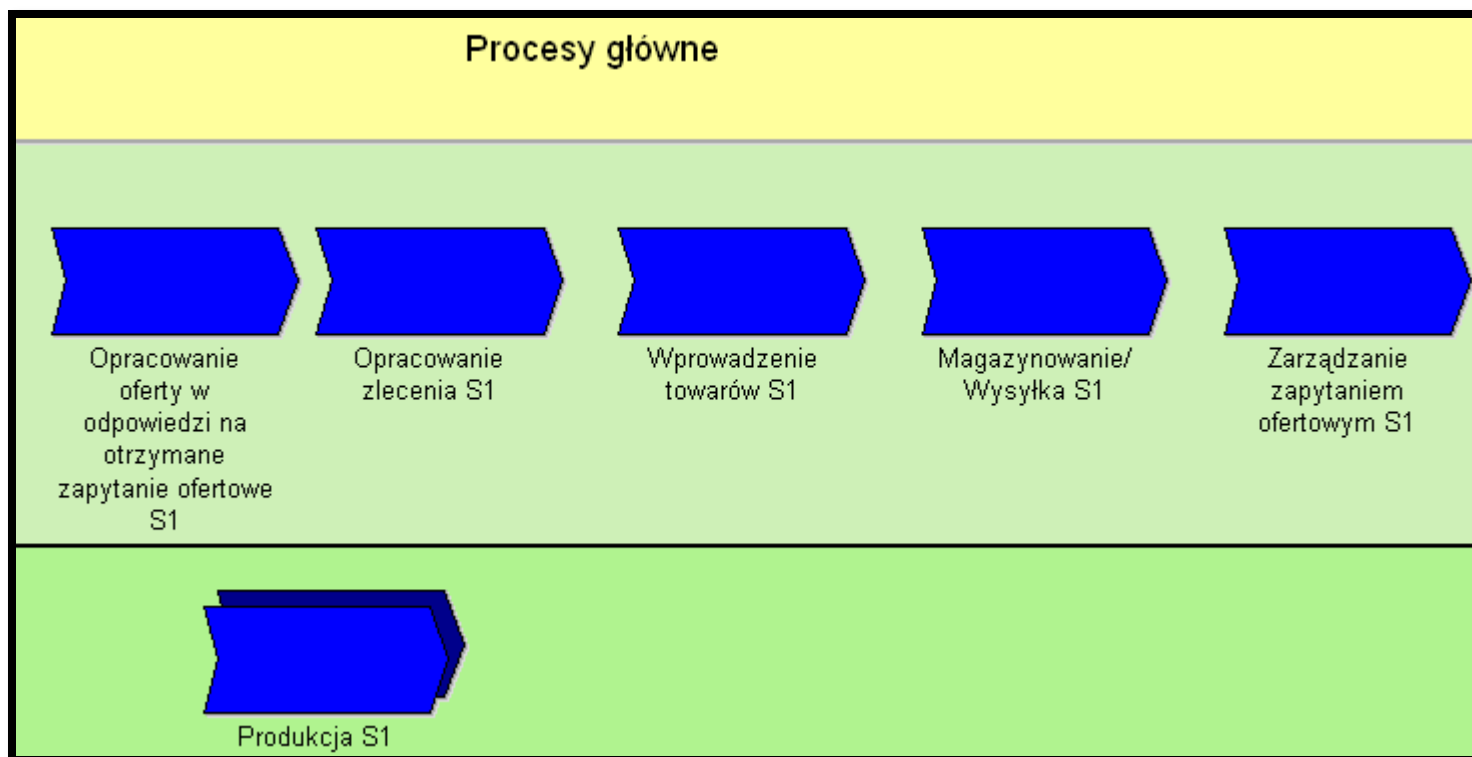 Procesy główne
Opracowanie
oferty w
odpowiedzi na
otrzymane
zapytanie ofertowe
S1
Opracowanie
zlecenia S1
Wprowadzenie
towarów S1
Magazynowanie/
Wysyłka S1
Zarządzanie
zapytaniem
ofertowym S1
Produkcja S1